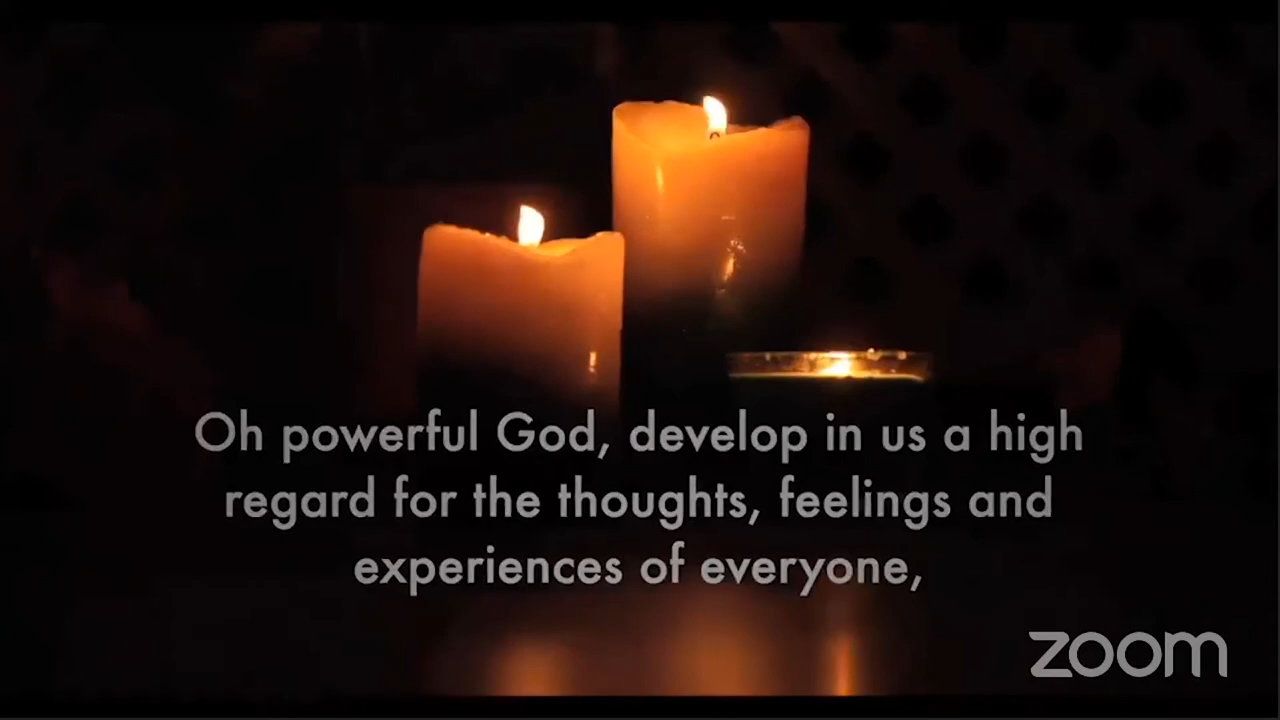 Oh powerful God, develop in us a high
regard for the thoughts, feelings and
experiences of everyone,
zoom